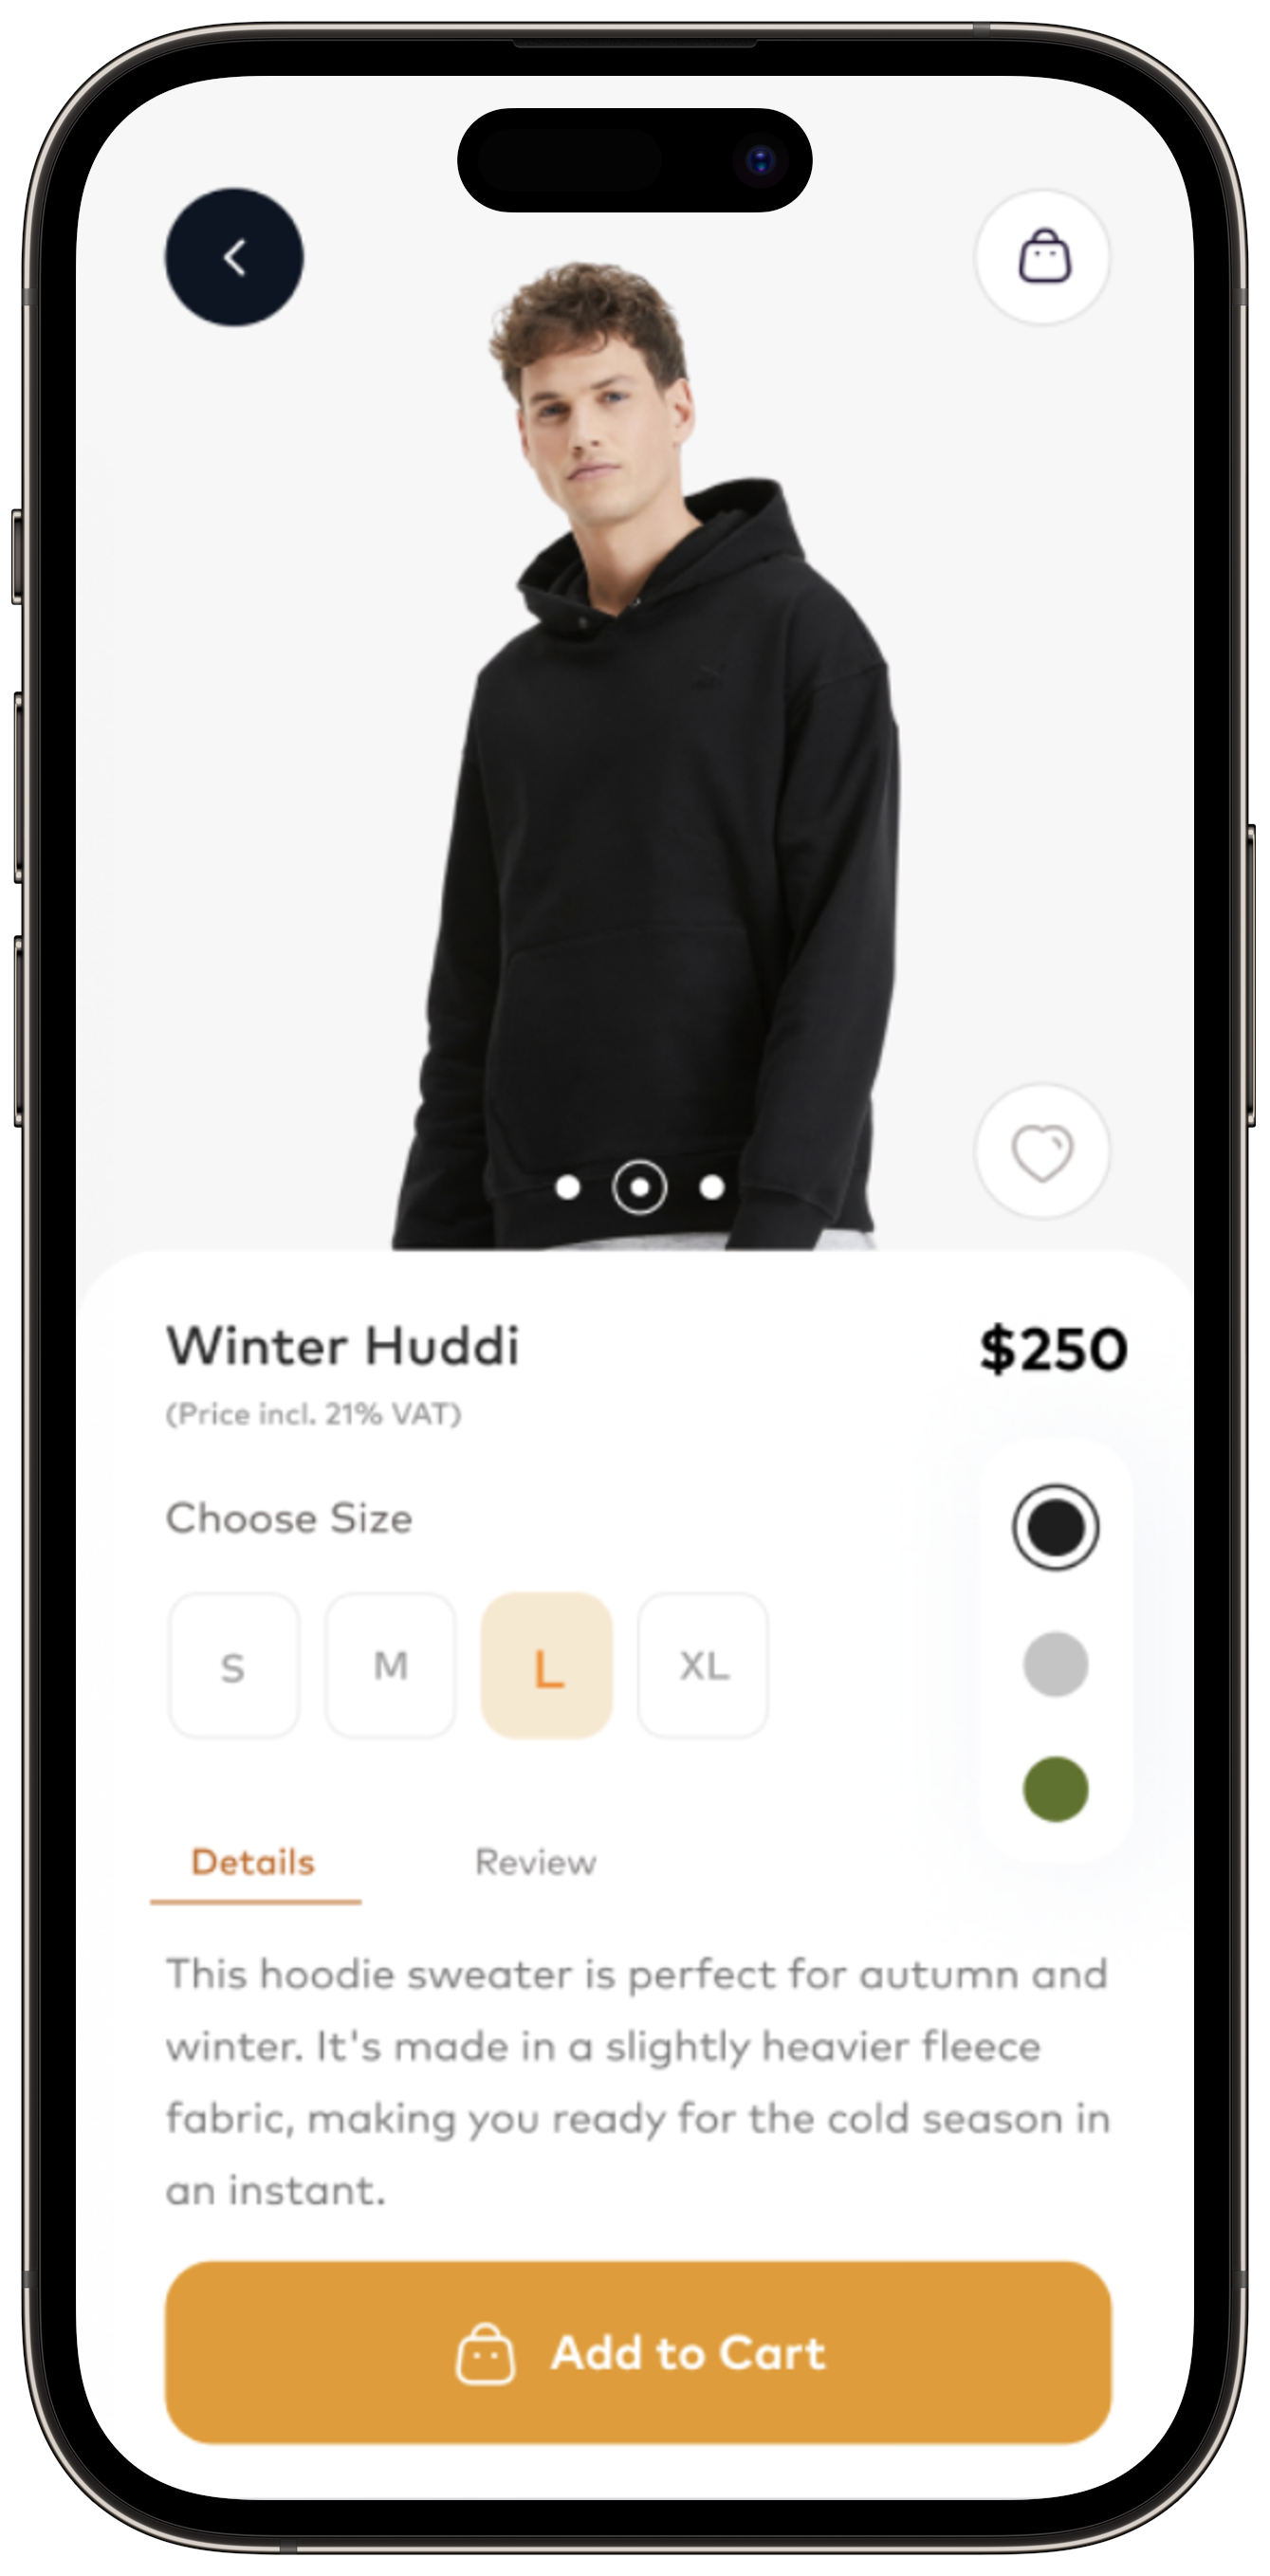 Winter Huddi
$250
(Price incl. 21% VAT)
Choose Size
S M L XL
Details Review
This hoodie sweater is perfect for autumn and
winter. It's made in a slightly heavier fleece
fabric, making you ready for the cold season in
an instant.
Add to Cart